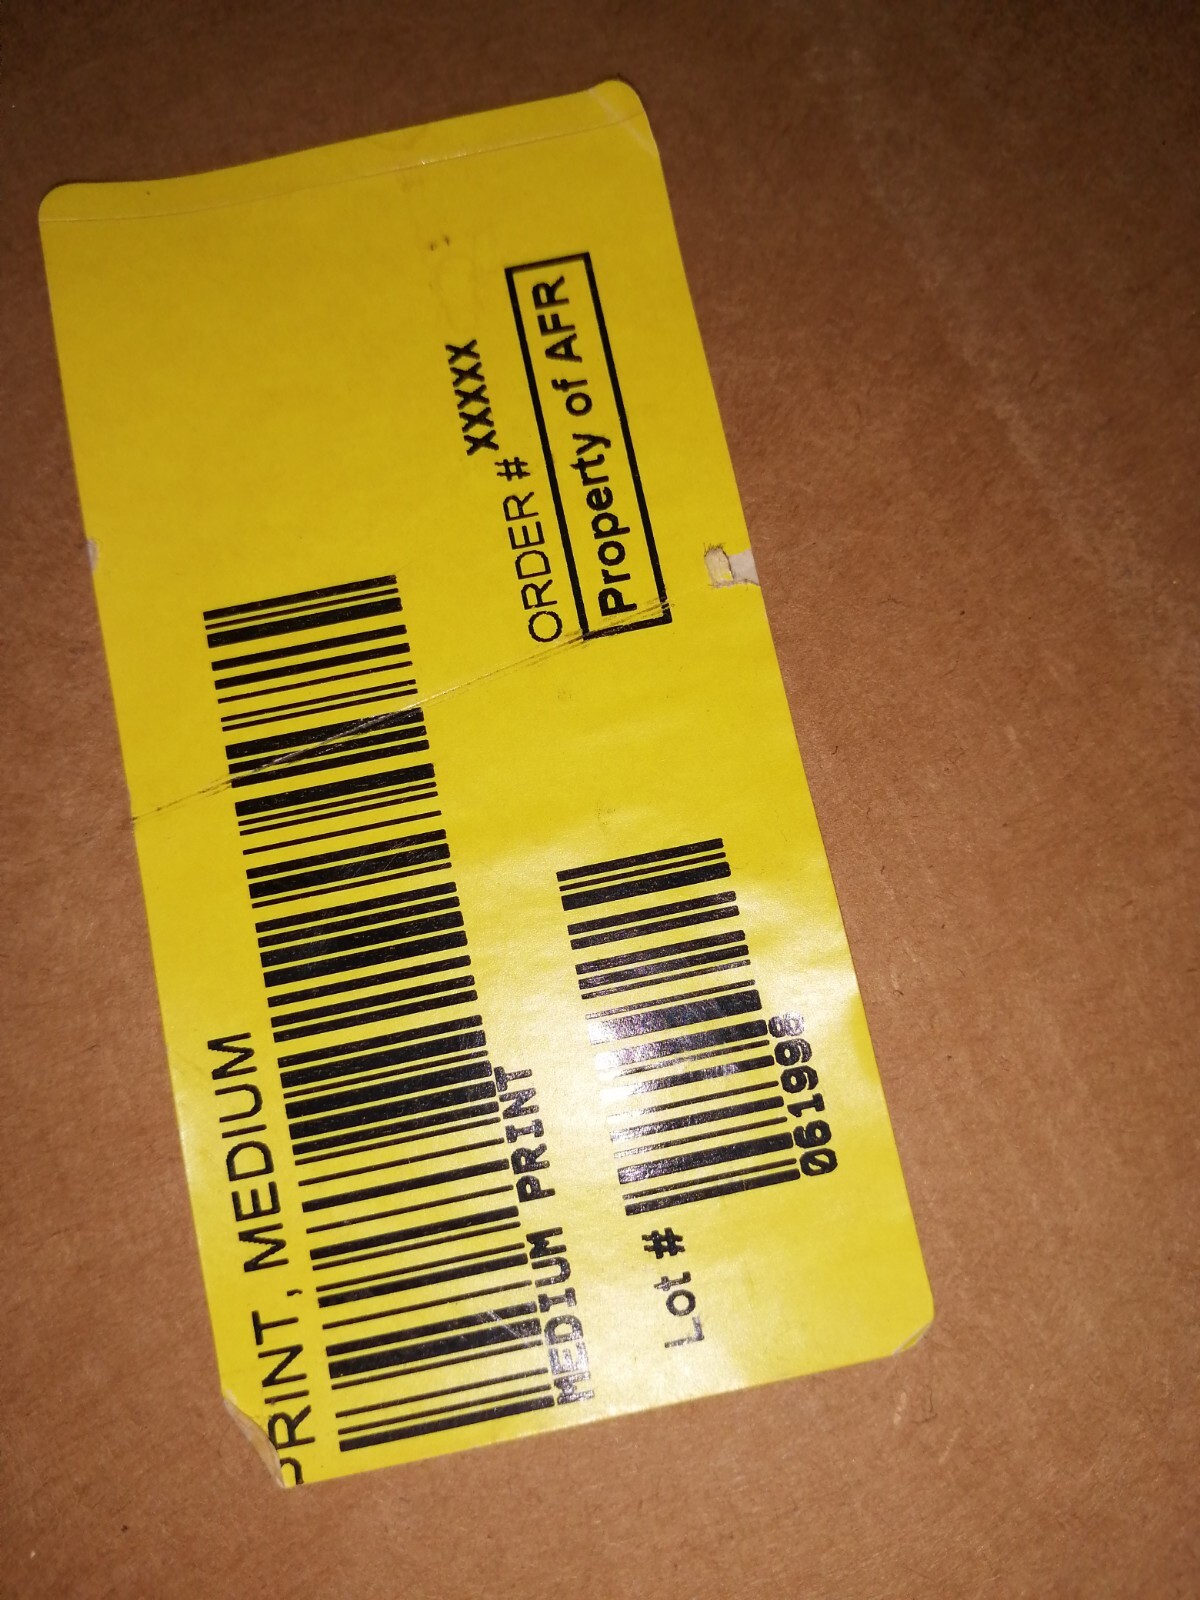 PRINT, MEDIUM
MEDIUM PRINT
ORDER # XXXXX
Property of AFR
Lot #
061998